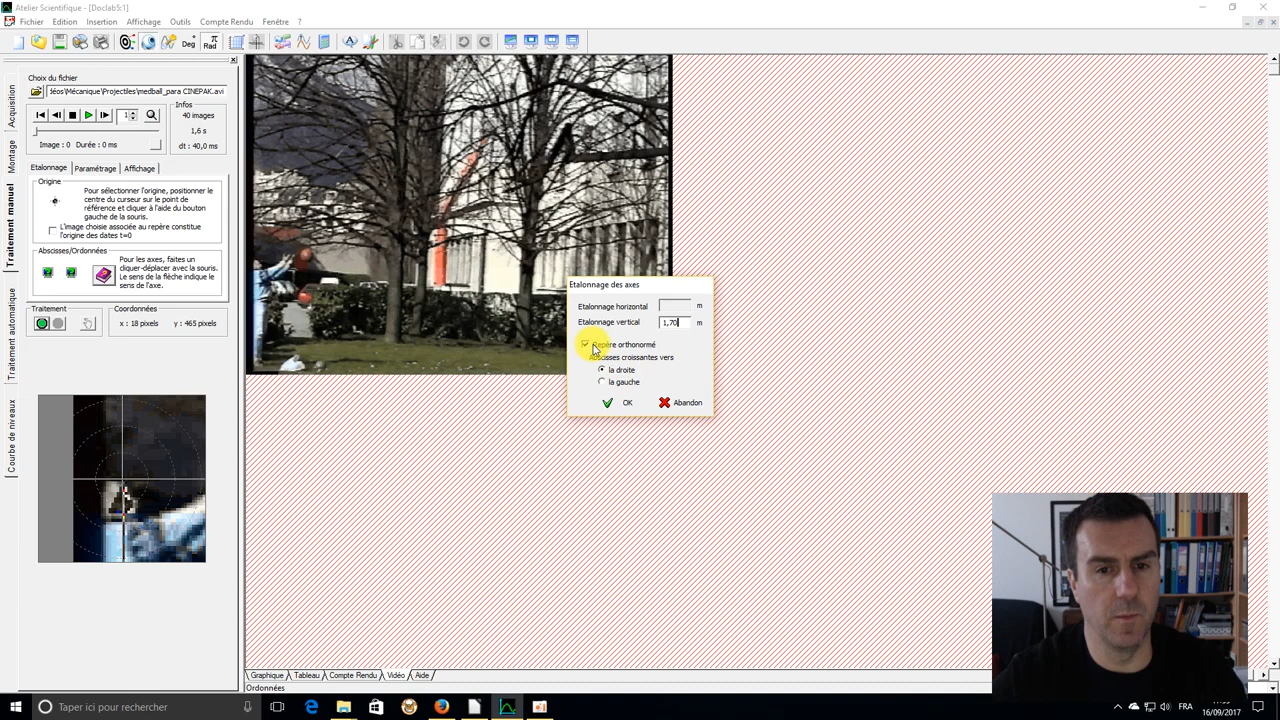 Atelier Scientifique - [Doclab5:1]
Fichier Edition Insertion Affichage Outils Compte Rendu Fenêtre ?
Deg Rad π
Acquisition
Montage
Traitement manuel
Traitement automatique
Courbe de niveaux
Choix du fichier
léos\Mécanique\Projectiles\medball_para CINEPAK.avi
1
Image : 0 Durée : 0 ms
Infos
40 images
1,6 s
dt : 40,0 ms
Etalonnage Paramétrage Affichage
Origine
Pour sélectionner l'origine, positionner le
centre du curseur sur le point de
référence et cliquer à l'aide du bouton
gauche de la souris.
L'image choisie associée au repère constitue
l'origine des dates t=0
Abscisses/Ordonnées
Pour les axes, faites un
cliquer-déplacer avec la souris.
Le sens de la flèche indique le
sens de l'axe.
Traitement
Coordonnées
x : 18 pixels y : 465 pixels
Etalonnage des axes
Etalonnage horizontal m
Etalonnage vertical 1,70 m
Repère orthonormé
Abscisses croissantes vers
la droite
la gauche
OK Abandon
Graphique Tableau Compte Rendu Vidéo Aide
Ordonnées
Taper ici pour rechercher
FRA
16/09/2017